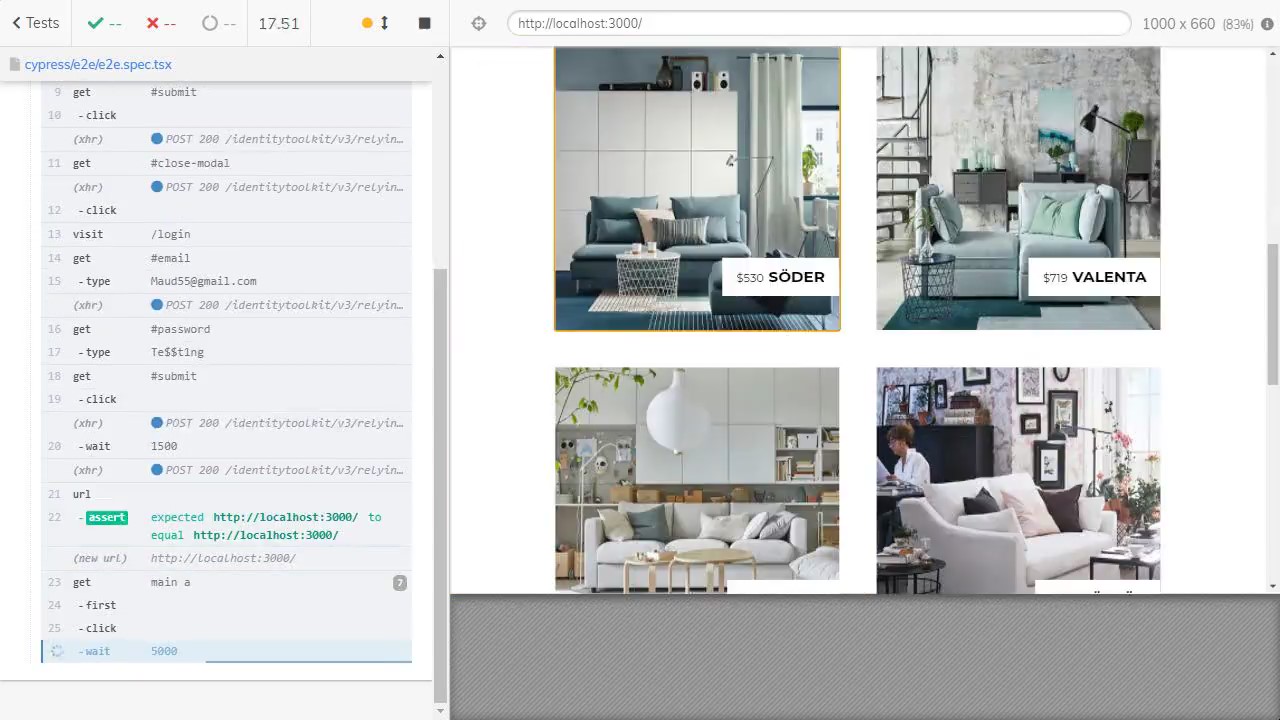 Tests
--
--
--
17.51
http://localhost:3000/
1000 x 660 (83%)
cypress/e2e/e2e.spec.tsx
9 get #submit
10 -click
(xhr) POST 200 /identitytoolkit/v3/relyin…
11 get #close-modal
(xhr) POST 200 /identitytoolkit/v3/relyin…
12 -click
13 visit /login
14 get #email
15 -type Maud55@gmail.com
(xhr) POST 200 /identitytoolkit/v3/relyin…
16 get #password
17 -type Te$$t1ng
18 get #submit
19 -click
(xhr) POST 200 /identitytoolkit/v3/relyin…
20 -wait 1500
(xhr) POST 200 /identitytoolkit/v3/relyin…
21 url
22 -assert expected http://localhost:3000/ to
equal http://localhost:3000/
(new url) http://localhost:3000/
23 get main a 7
24 -first
25 -click
-wait 5000
$530 SÖDER
$719 VALENTA